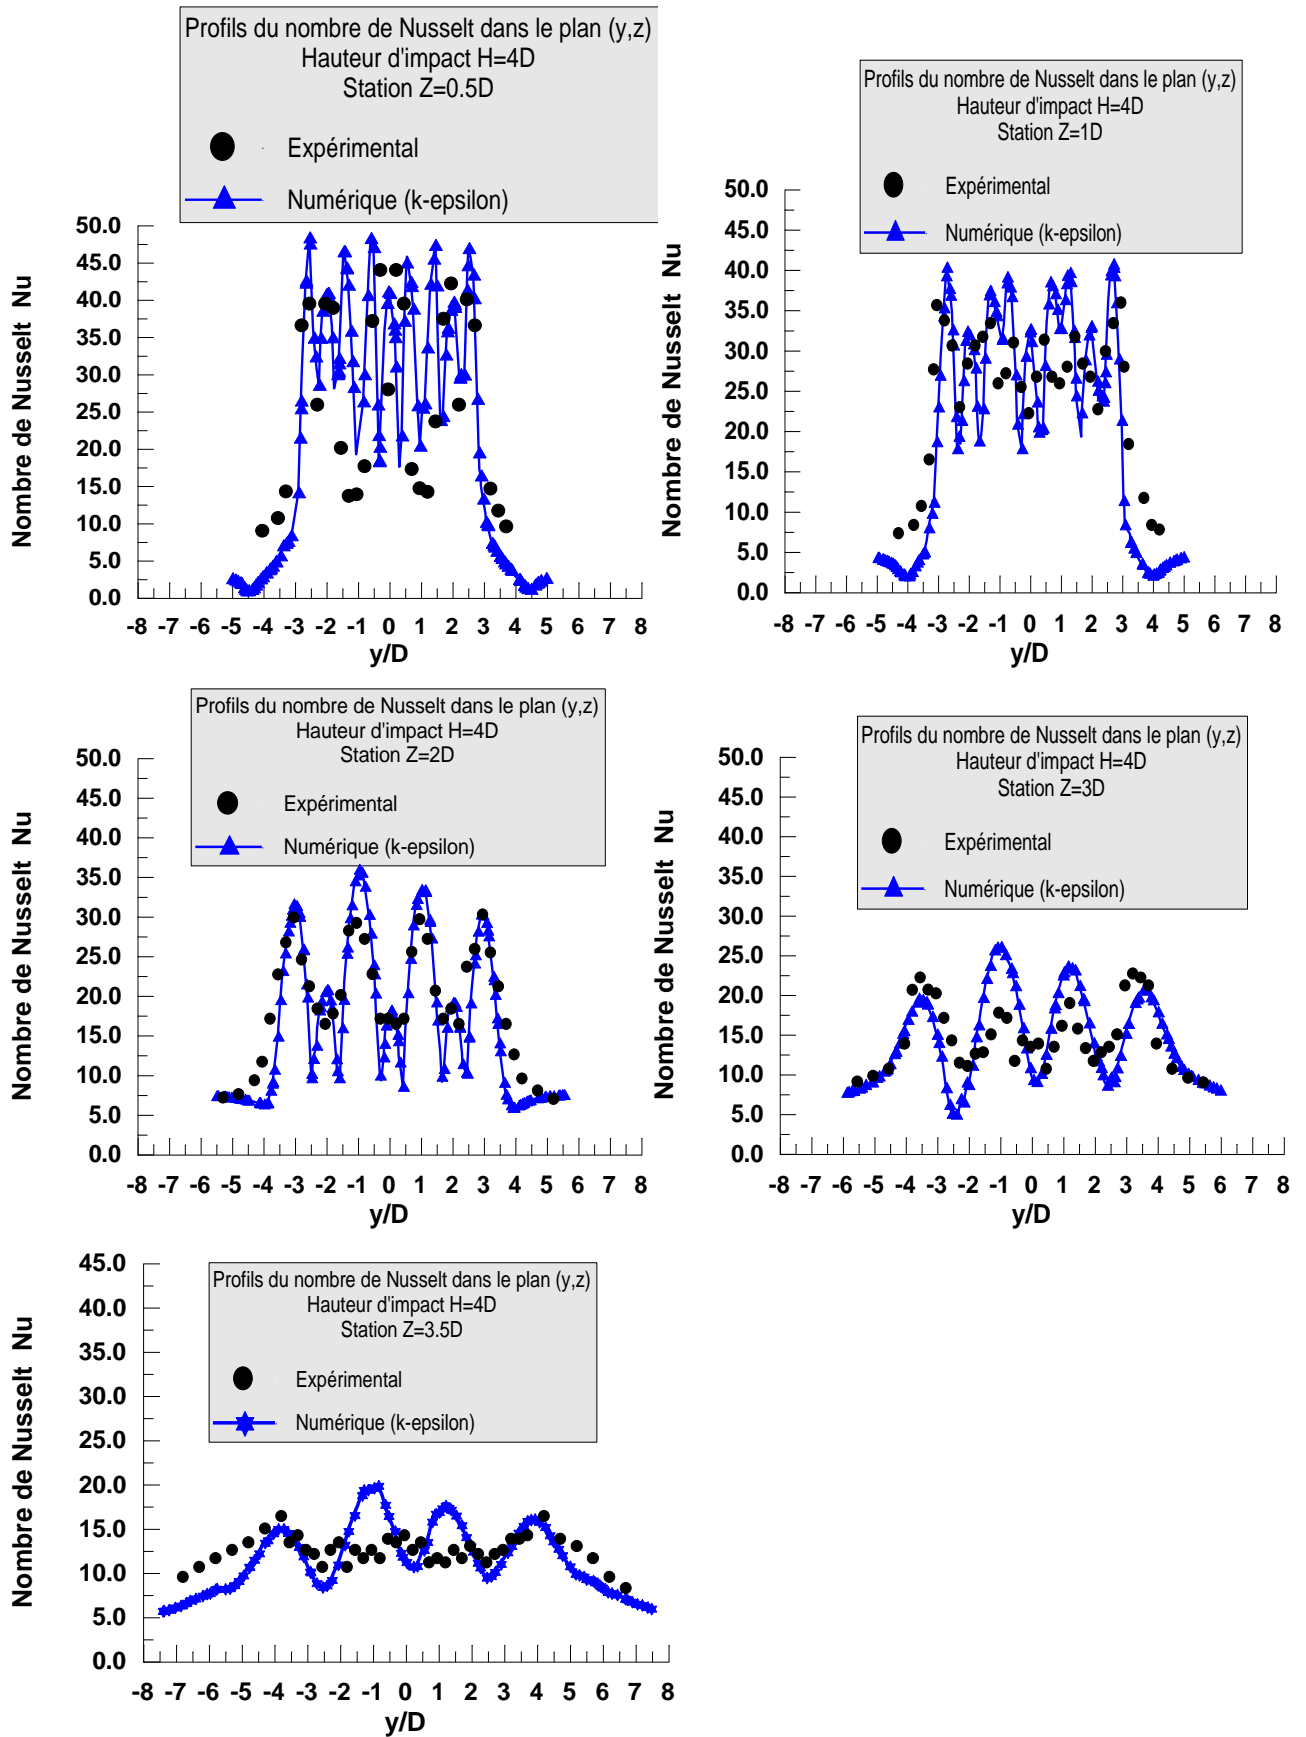 Profils du nombre de Nusselt dans le plan (y,z)
Hauteur d'impact H=4D
Station Z=0.5D
Expérimental
Numérique (k-epsilon)
50.0
45.0
40.0
35.0
30.0
25.0
20.0
15.0
10.0
5.0
0.0
Nombre de Nusselt Nu
-8 -7 -6 -5 -4 -3 -2 -1 0 1 2 3 4 5 6 7 8
y/D
Profils du nombre de Nusselt dans le plan (y,z)
Hauteur d'impact H=4D
Station Z=1D
Expérimental
Numérique (k-epsilon)
50.0
45.0
40.0
35.0
30.0
25.0
20.0
15.0
10.0
5.0
0.0
Nombre de Nusselt Nu
-8 -7 -6 -5 -4 -3 -2 -1 0 1 2 3 4 5 6 7 8
y/D
Profils du nombre de Nusselt dans le plan (y,z)
Hauteur d'impact H=4D
Station Z=2D
Expérimental
Numérique (k-epsilon)
50.0
45.0
40.0
35.0
30.0
25.0
20.0
15.0
10.0
5.0
0.0
Nombre de Nusselt Nu
-8 -7 -6 -5 -4 -3 -2 -1 0 1 2 3 4 5 6 7 8
y/D
Profils du nombre de Nusselt dans le plan (y,z)
Hauteur d'impact H=4D
Station Z=3D
Expérimental
Numérique (k-epsilon)
50.0
45.0
40.0
35.0
30.0
25.0
20.0
15.0
10.0
5.0
0.0
Nombre de Nusselt Nu
-8 -7 -6 -5 -4 -3 -2 -1 0 1 2 3 4 5 6 7 8
y/D
Profils du nombre de Nusselt dans le plan (y,z)
Hauteur d'impact H=4D
Station Z=3.5D
Expérimental
Numérique (k-epsilon)
45.0
40.0
35.0
30.0
25.0
20.0
15.0
10.0
5.0
0.0
Nombre de Nusselt Nu
-8 -7 -6 -5 -4 -3 -2 -1 0 1 2 3 4 5 6 7 8
y/D